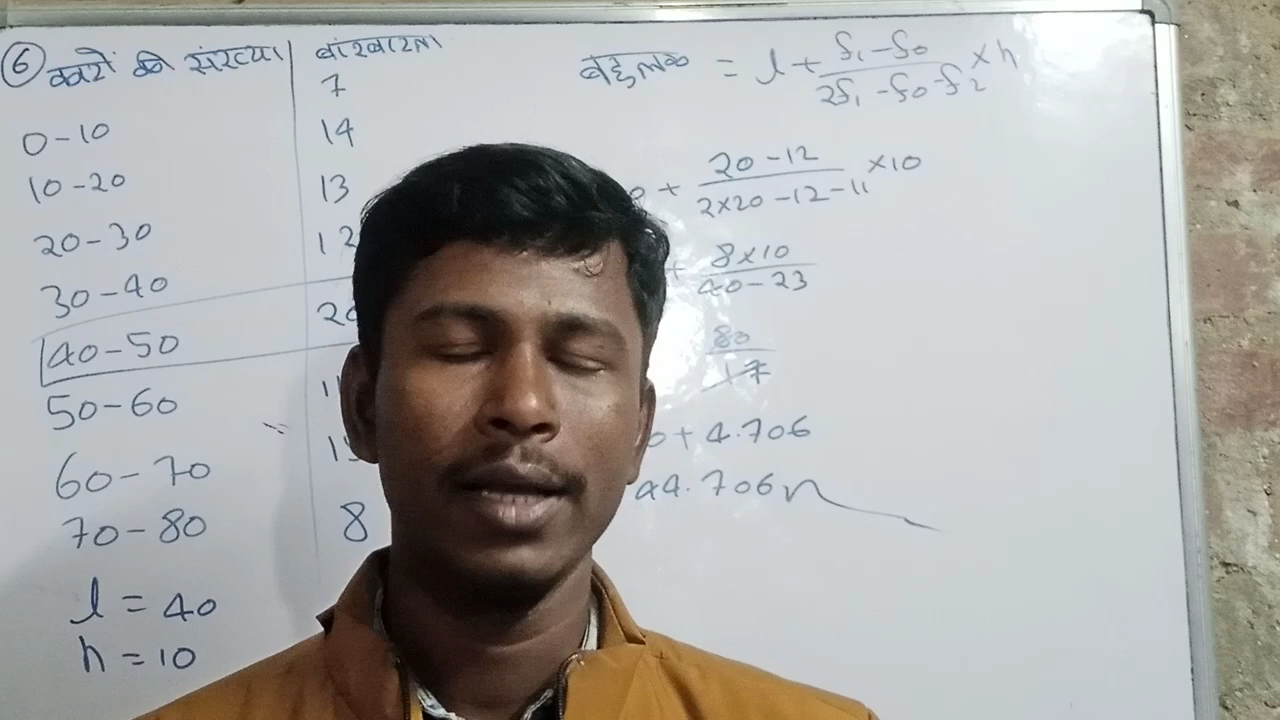 6 कारों की संख्या बारंबारता
7
0-10 14
10-20 13
20-30 12
30-40 20
40-50
50-60
60-70
70-80 8
l = 40
h = 10
बहुलक = l + f₁-f₀ / 2f₁-f₀-f₂ × h
+ 20-12 / 2×20-12-11 × 10
+ 8×10 / 40-23
80 / 17
0+ 4.706
44.706